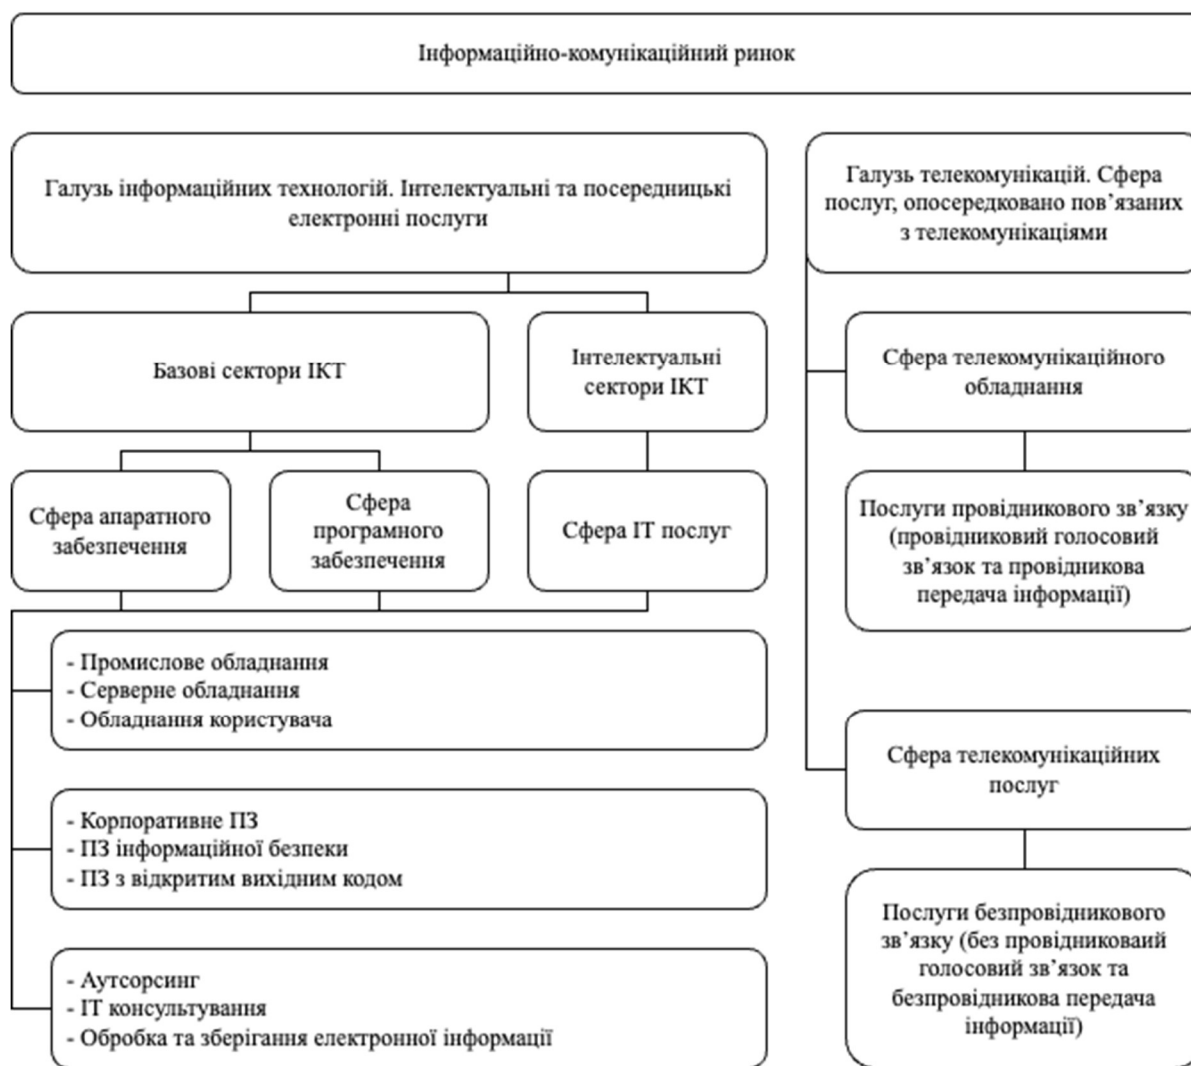 Інформаційно-комунікаційний ринок
Галузь інформаційних технологій. Інтелектуальні та посередницькі
електронні послуги
Галузь телекомунікацій. Сфера
послуг, опосередковано пов’язаних
з телекомунікаціями
Базові сектори ІКТ
Інтелектуальні
сектори ІКТ
Сфера апаратного
забезпечення
Сфера
програмного
забезпечення
Сфера ІТ послуг
- Промислове обладнання
- Серверне обладнання
- Обладнання користувача
- Корпоративне ПЗ
- ПЗ інформаційної безпеки
- ПЗ з відкритим вихідним кодом
- Аутсорсинг
- ІТ консультування
- Обробка та зберігання електронної інформації
Сфера телекомунікаційного
обладнання
Послуги провідникового зв’язку
(провідниковий голосовий
зв’язок та провідникова
передача інформації)
Сфера телекомунікаційних
послуг
Послуги безпровідникового
зв’язку (без провідниковаий
голосовий зв’язок та
безпровідникова передача
інформації)